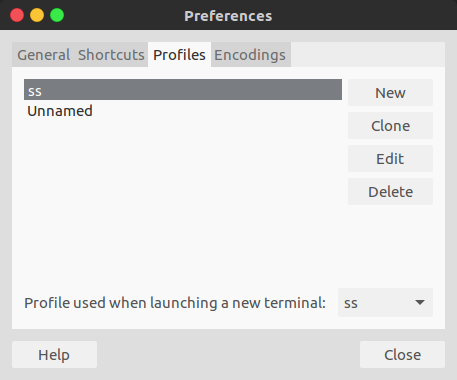 Preferences
General Shortcuts Profiles Encodings
ss
Unnamed
New
Clone
Edit
Delete
Profile used when launching a new terminal: ss
Help
Close